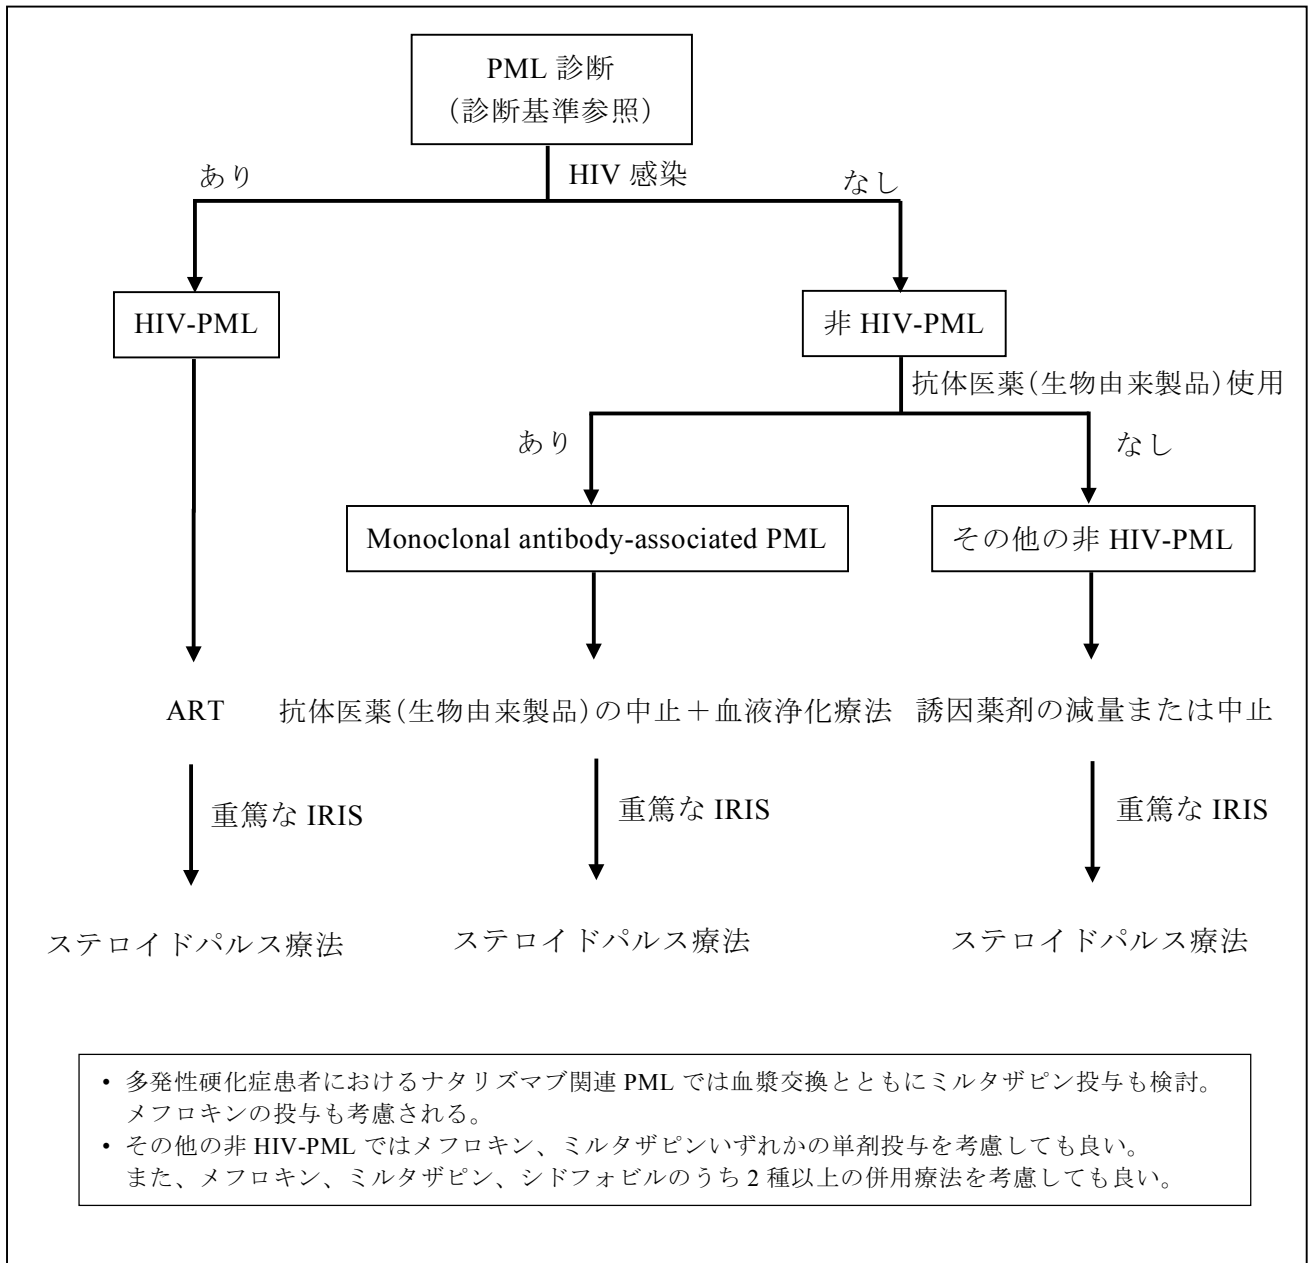 PML 診断
（診断基準参照）
HIV 感染
あり
なし
HIV-PML
非 HIV-PML
抗体医薬（生物由来製品）使用
あり
なし
Monoclonal antibody-associated PML
その他の非 HIV-PML
ART
抗体医薬（生物由来製品）の中止＋血液浄化療法
誘因薬剤の減量または中止
重篤な IRIS
重篤な IRIS
重篤な IRIS
ステロイドパルス療法
ステロイドパルス療法
ステロイドパルス療法
• 多発性硬化症患者におけるナタリズマブ関連 PML では血漿交換とともにミルタザピン投与も検討。
メフロキンの投与も考慮される。
• その他の非 HIV-PML ではメフロキン、ミルタザピンいずれかの単剤投与を考慮しても良い。
また、メフロキン、ミルタザピン、シドフォビルのうち 2 種以上の併用療法を考慮しても良い。